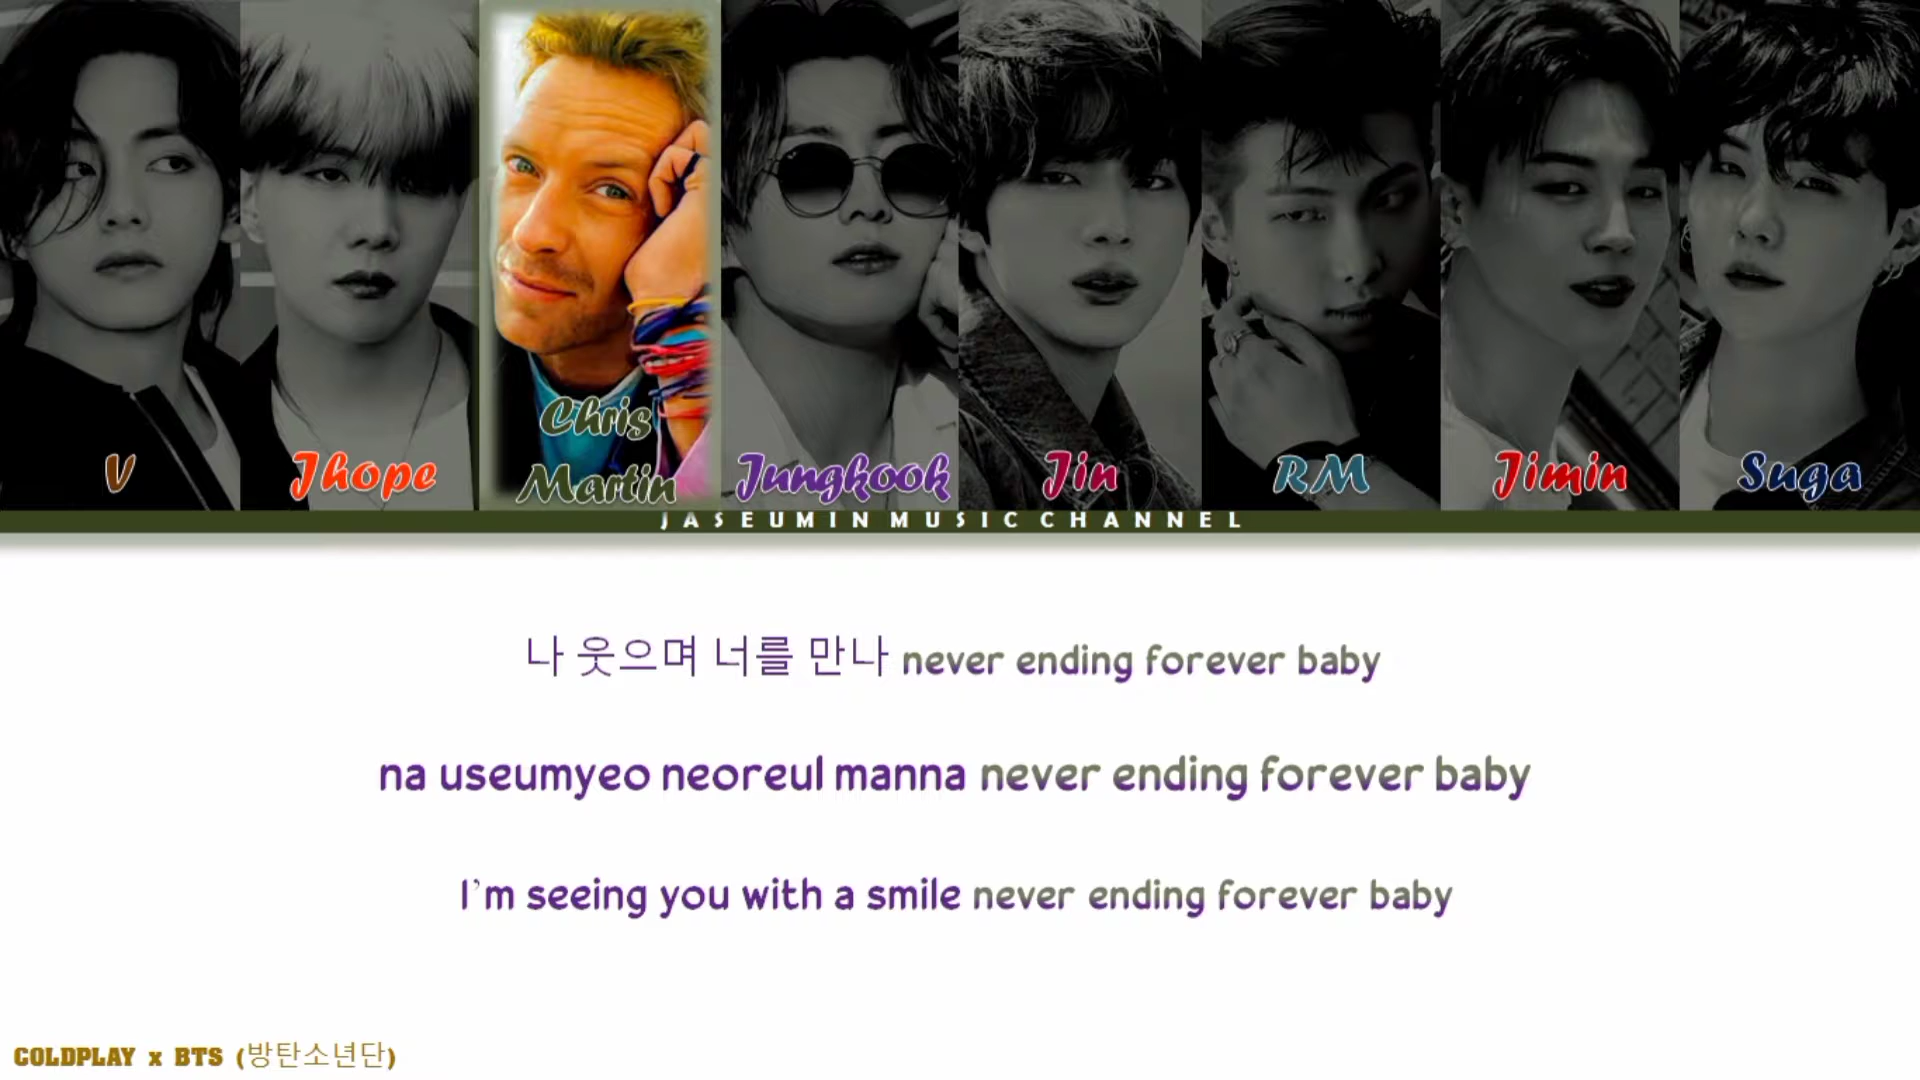 V
Jhope
Chris
Martin
Jungkook
Jin
RM
Jimin
Suga
JASEUMIN MUSIC CHANNEL
나 웃으며 너를 만나 never ending forever baby
na useumyeo neoreul manna never ending forever baby
I'm seeing you with a smile never ending forever baby
COLDPLAY x BTS (방탄소년단)